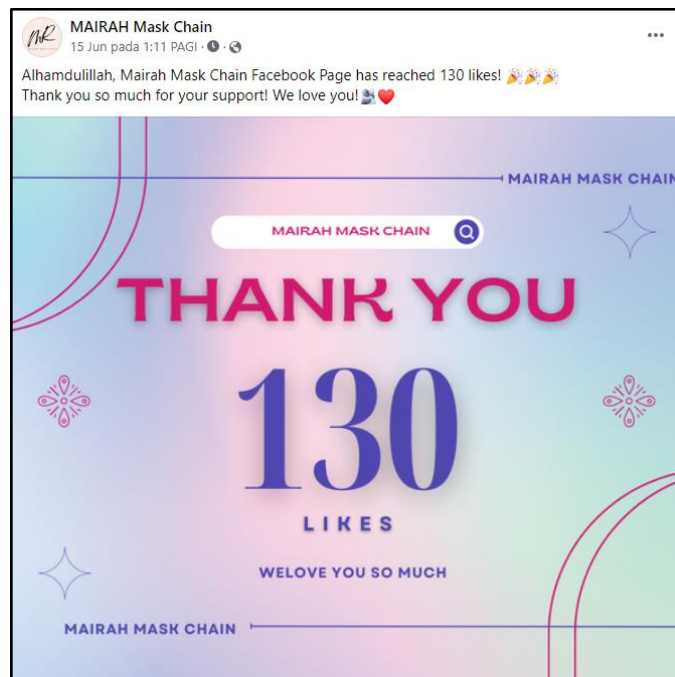 MR
MAIRAH Mask Chain
15 Jun pada 1:11 PAGI ·
Alhamdulillah, Mairah Mask Chain Facebook Page has reached 130 likes! 🎉🎉🎉
Thank you so much for your support! We love you!🫂❤️
MAIRAH MASK CHAIN
MAIRAH MASK CHAIN
THANK YOU
130
LIKES
WELOVE YOU SO MUCH
MAIRAH MASK CHAIN